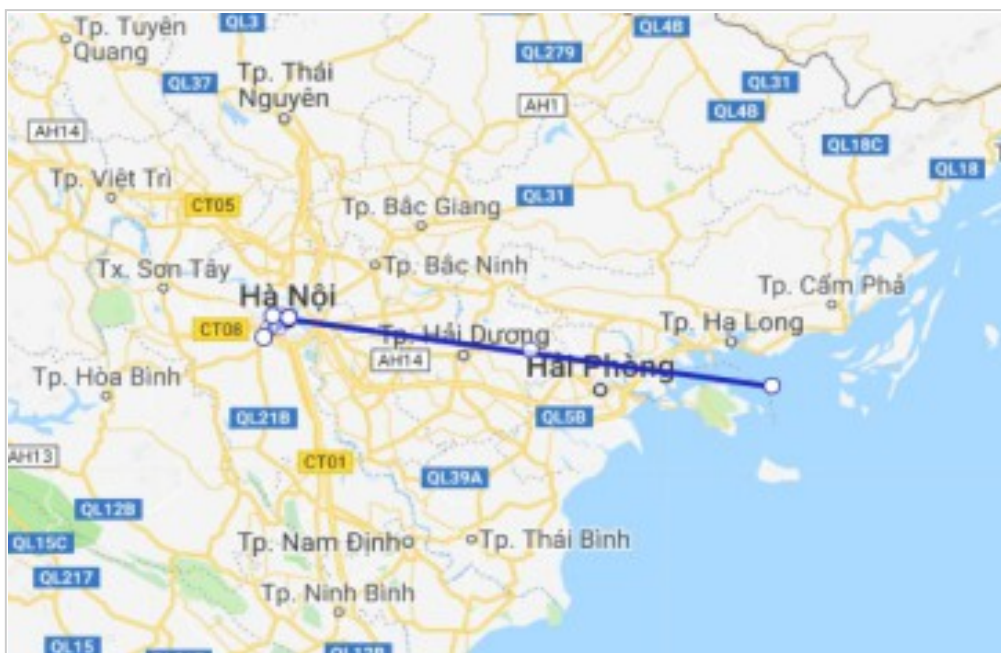 Tp. Tuyên
Quang
QL3
QL4B
QL279
QL37
Tp. Thái
Nguyên
QL31
AH1
QL4B
AH14
QL18C
QL18
Tp. Việt Trì
CT05
Tp. Bắc Giang
QL31
Tx. Sơn Tây
Tp. Bắc Ninh
Hà Nội
Tp. Cẩm Phả
CT08
Tp. Hải Dương
Tp. Hạ Long
AH14
Hải Phòng
Tp. Hòa Bình
QL21B
QL5B
AH13
CT01
QL39A
QL12B
QL15C
Tp. Nam Định
Tp. Thái Bình
QL217
Tp. Ninh Bình
QL15
QL12B